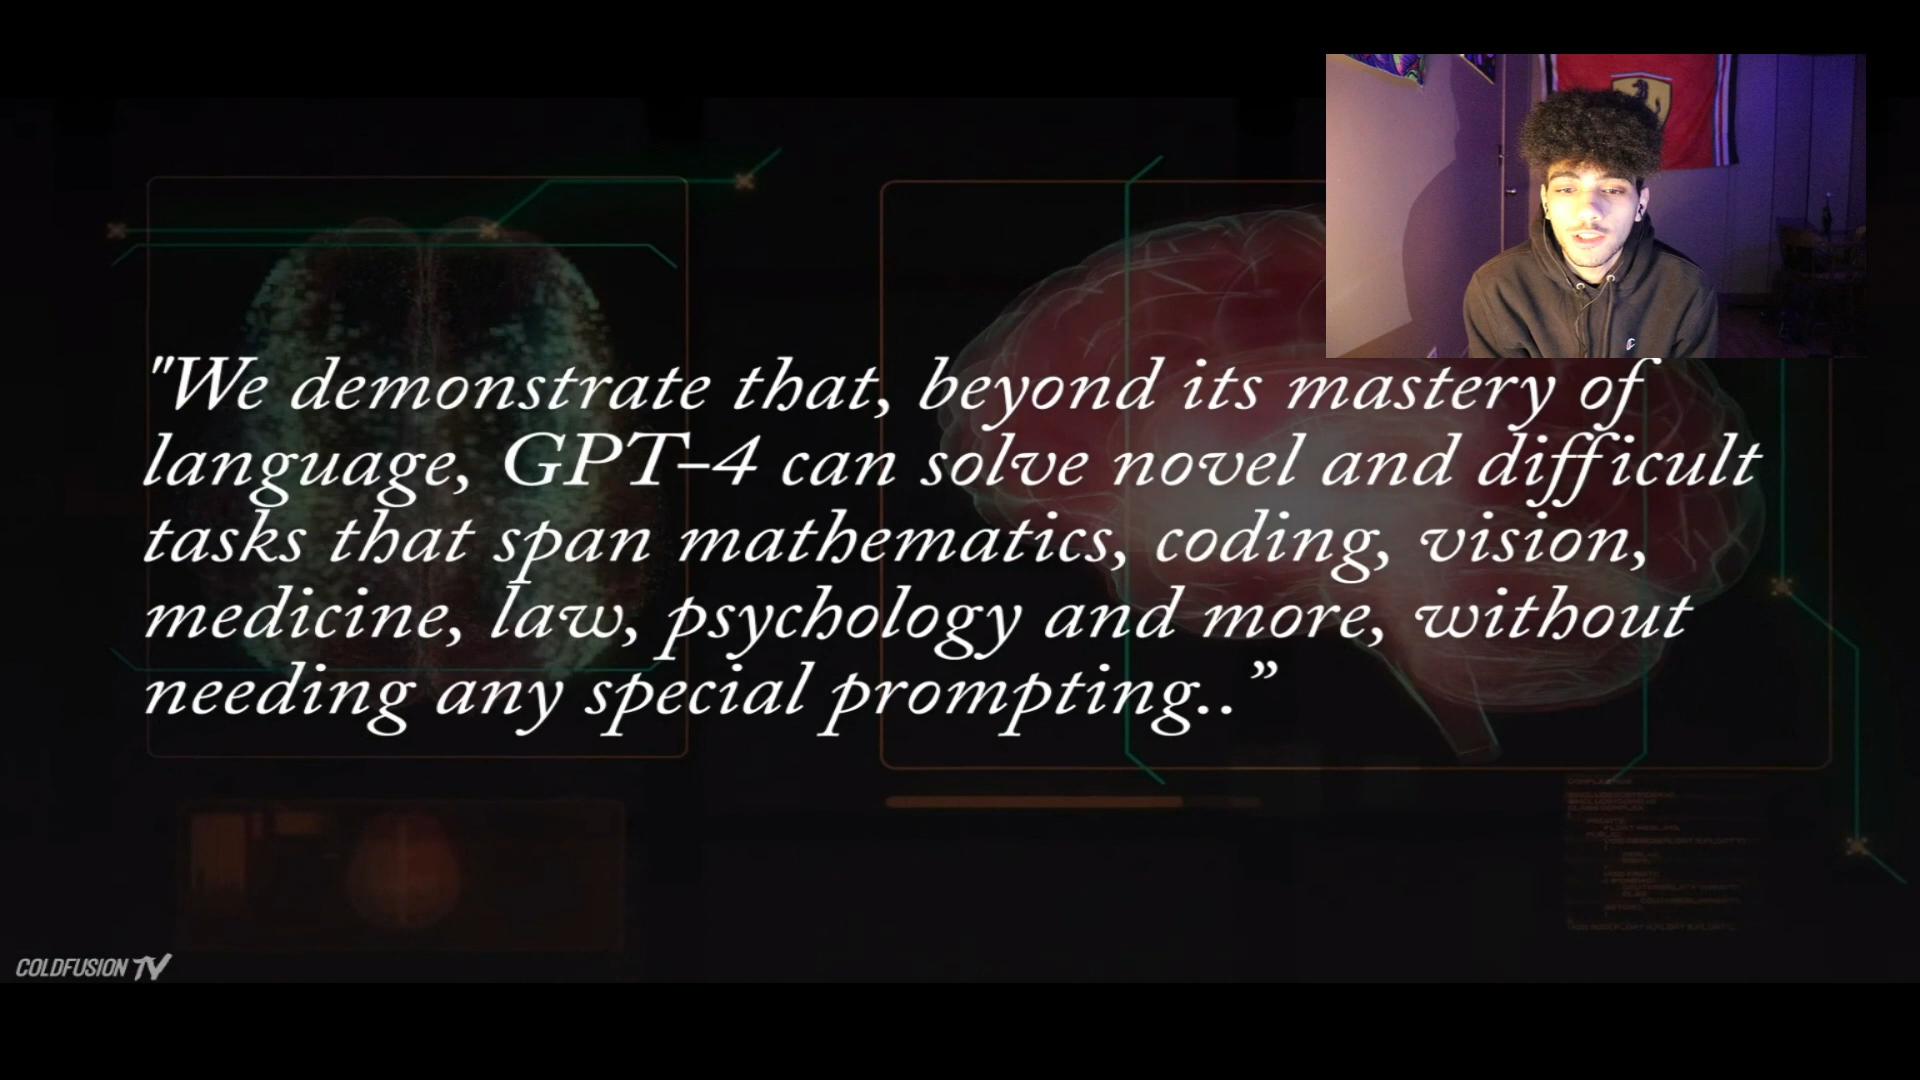 "We demonstrate that, beyond its mastery of
language, GPT-4 can solve novel and difficult
tasks that span mathematics, coding, vision,
medicine, law, psychology and more, without
needing any special prompting..”
COLDFUSION TV